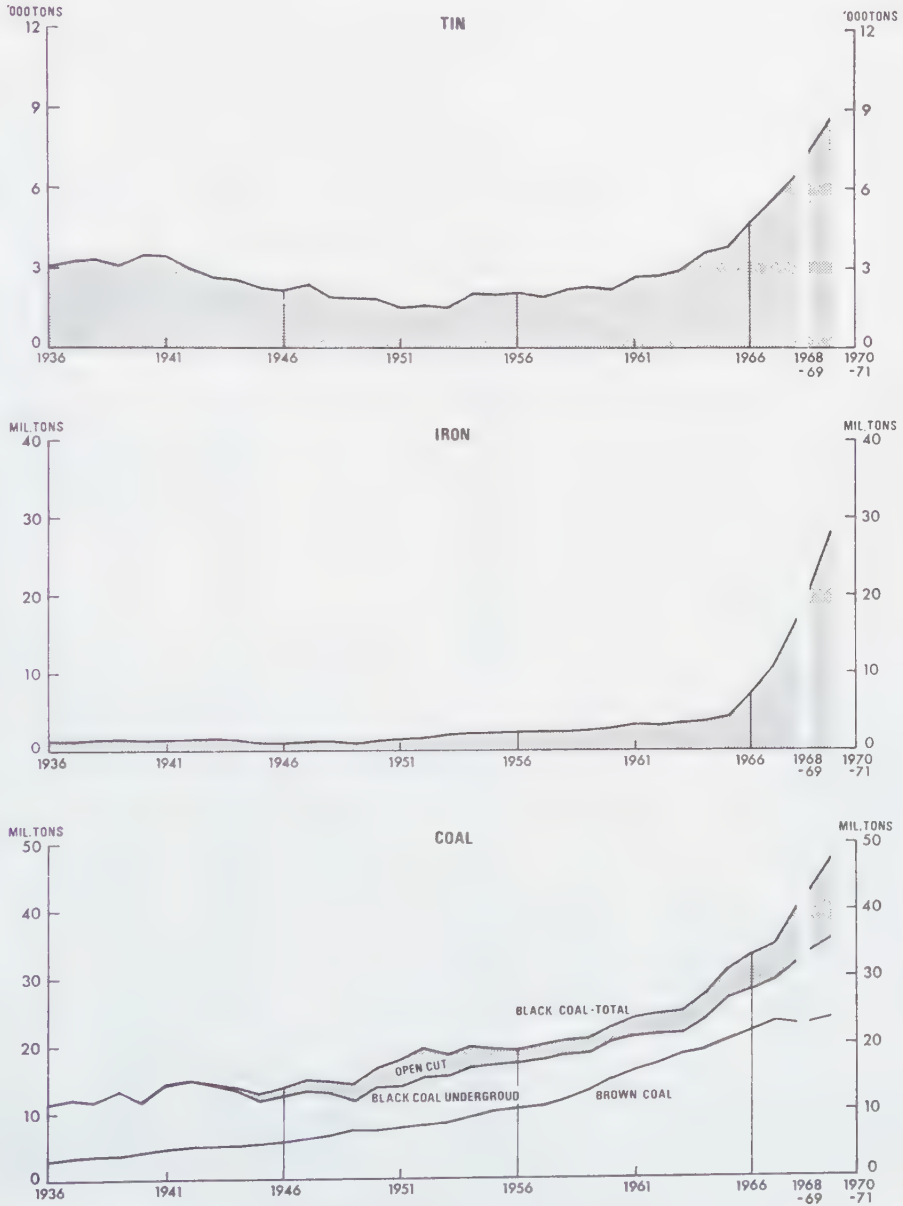 '000TONS TIN '000TONS
12 12
9 9
6 6
3 3
0 0
1936 1941 1946 1951 1956 1961 1966 1968 1970
-69 -71
MIL.TONS IRON MIL.TONS
40 40
30 30
20 20
10 10
0 0
1936 1941 1946 1951 1956 1961 1966 1968 1970
-69 -71
MIL.TONS COAL MIL.TONS
50 50
40 40
30 30
BLACK COAL-TOTAL
20 20
OPEN CUT
BLACK COAL UNDERGROUD BROWN COAL
10 10
0 0
1936 1941 1946 1951 1956 1961 1966 1968 1970
-69 -71